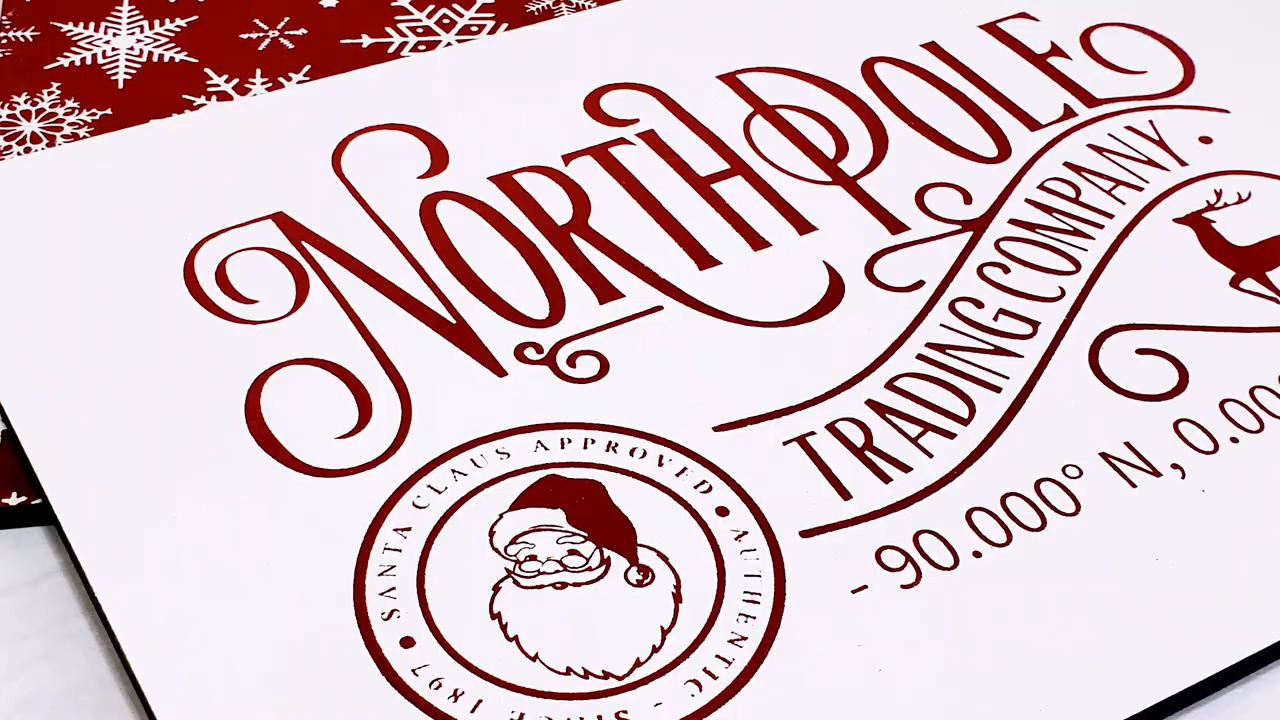 NORTH POLE
TRADING COMPANY.
- 90.000° N, 0.00
SANTA CLAUS APPROVED • AUTHENTIC - SINCE 1897 •